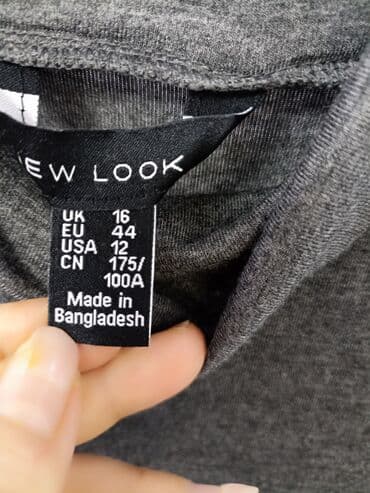 EW LOOK
UK 16
EU 44
USA 12
CN 175/
100A
Made in
Bangladesh